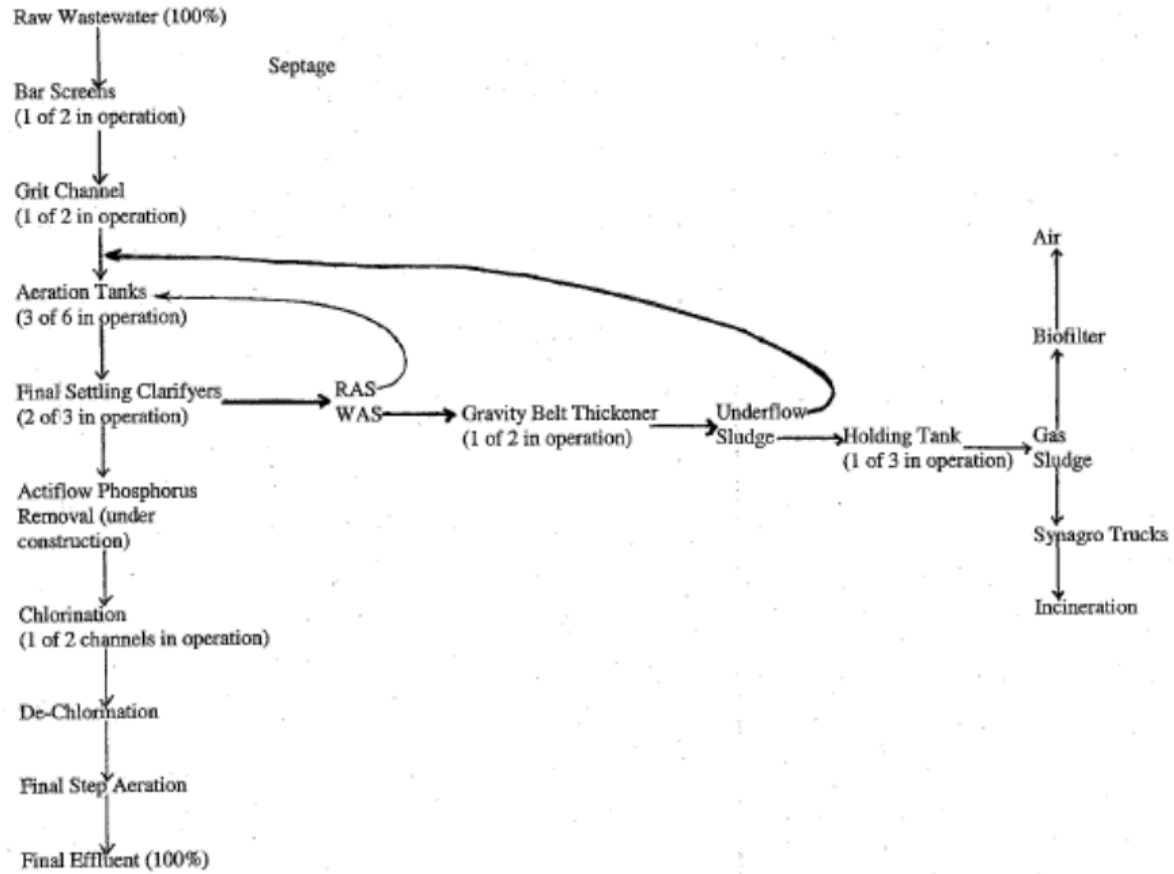 Raw Wastewater (100%)
Septage
Bar Screens
(1 of 2 in operation)
Grit Channel
(1 of 2 in operation)
Aeration Tanks
(3 of 6 in operation)
Final Settling Clarifyers
(2 of 3 in operation)
RAS
WAS
Gravity Belt Thickener
(1 of 2 in operation)
Underflow
Sludge
Holding Tank
(1 of 3 in operation)
Air
Biofilter
Gas
Sludge
Synagro Trucks
Incineration
Actiflow Phosphorus
Removal (under
construction)
Chlorination
(1 of 2 channels in operation)
De-Chlorination
Final Step Aeration
Final Effluent (100%)